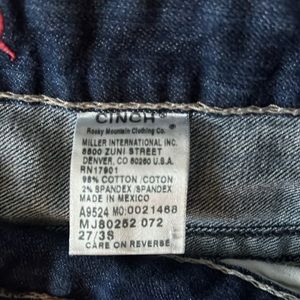 CINCH®
Rocky Mountain Clothing Co.
MILLER INTERNATIONAL INC.
8500 ZUNI STREET
DENVER, CO 80260 U.S.A.
RN17901
98% COTTON /COTON
2% SPANDEX /SPANDEX
MADE IN MEXICO
A9524 MO:0021468
MJ80252 072
27/3S
CARE ON REVERSE